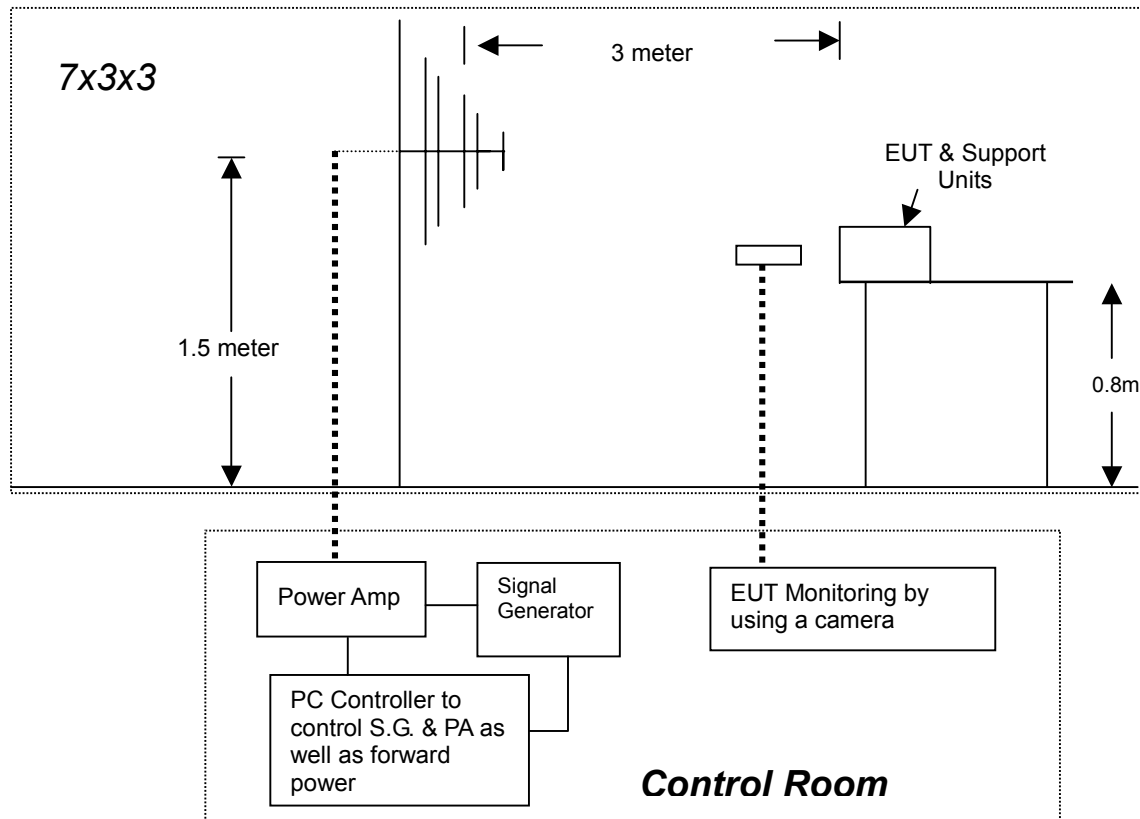 7x3x3
3 meter
EUT & Support
Units
1.5 meter
0.8m
Power Amp
Signal
Generator
EUT Monitoring by
using a camera
PC Controller to
control S.G. & PA as
well as forward
power
Control Room